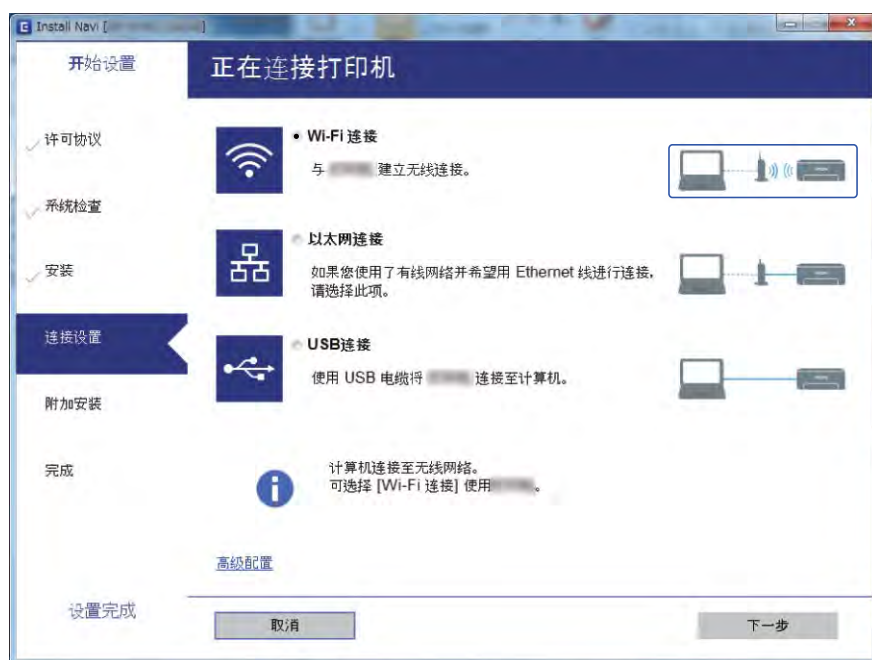 Install Navi [ ]
开始设置
正在连接打印机
许可协议
Wi-Fi 连接
与 建立无线连接。
系统检查
以太网连接
如果您使用了有线网络并希望用 Ethernet 线进行连接,
请选择此项。
安装
连接设置
USB连接
使用 USB 电缆将 连接至计算机。
附加安装
完成
计算机连接至无线网络。
可选择 [Wi-Fi 连接] 使用 。
高级配置
设置完成
取消
下一步